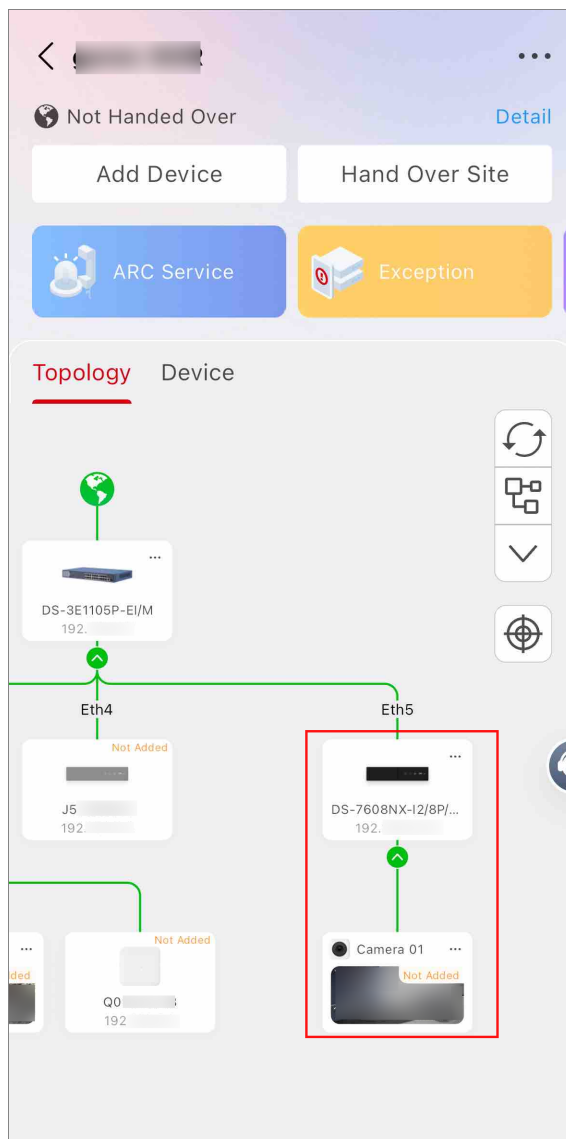 Not Handed Over
Detail
Add Device
Hand Over Site
ARC Service
Exception
Topology
Device
DS-3E1105P-EI/M
192.
Eth4
Eth5
Not Added
J5
192.
DS-7608NX-I2/8P/...
192.
Not Added
Q0
192
Camera 01
Not Added